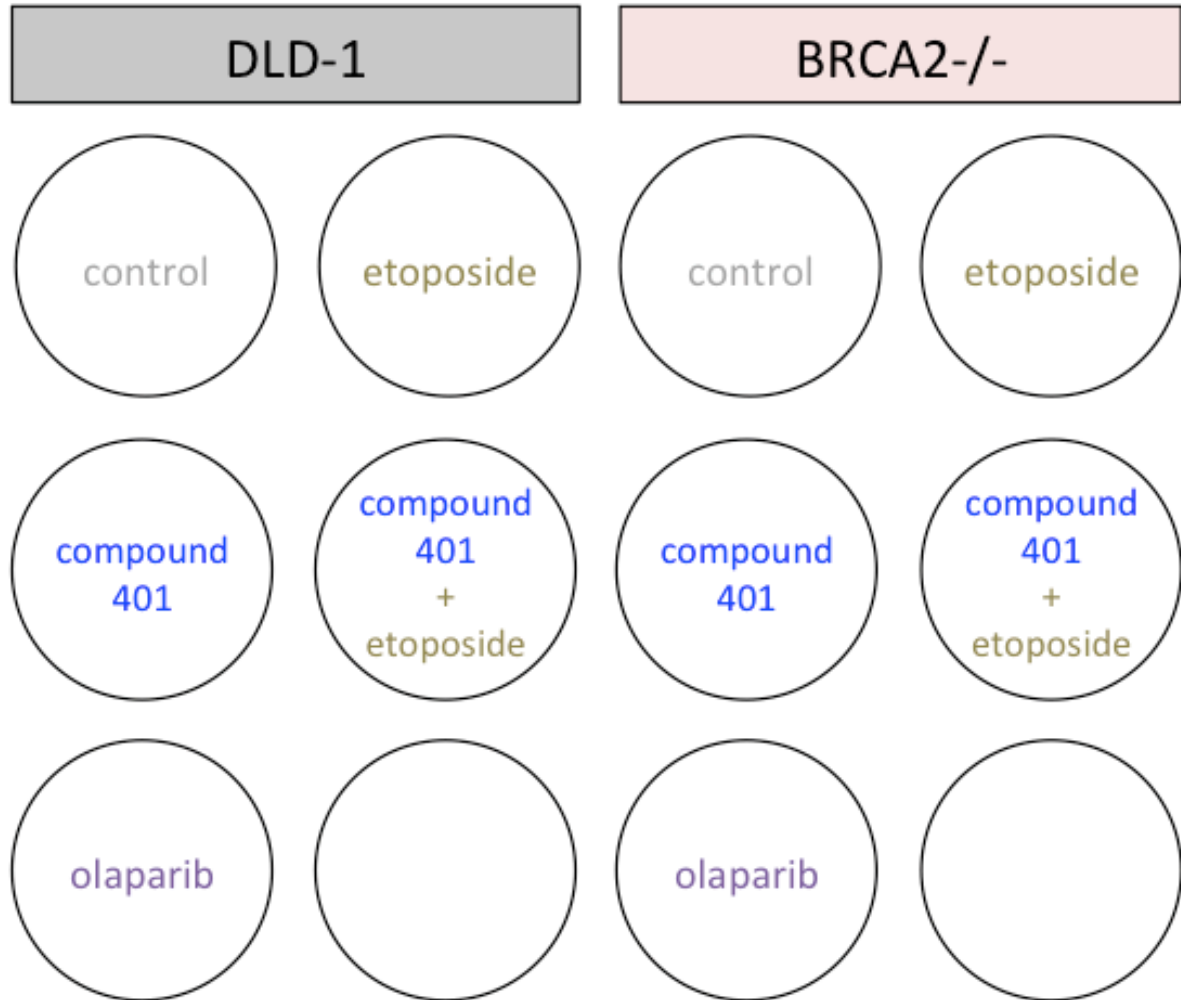 DLD-1
BRCA2-/-
control
etoposide
control
etoposide
compound
401
compound
401
+
etoposide
compound
401
compound
401
+
etoposide
olaparib
olaparib